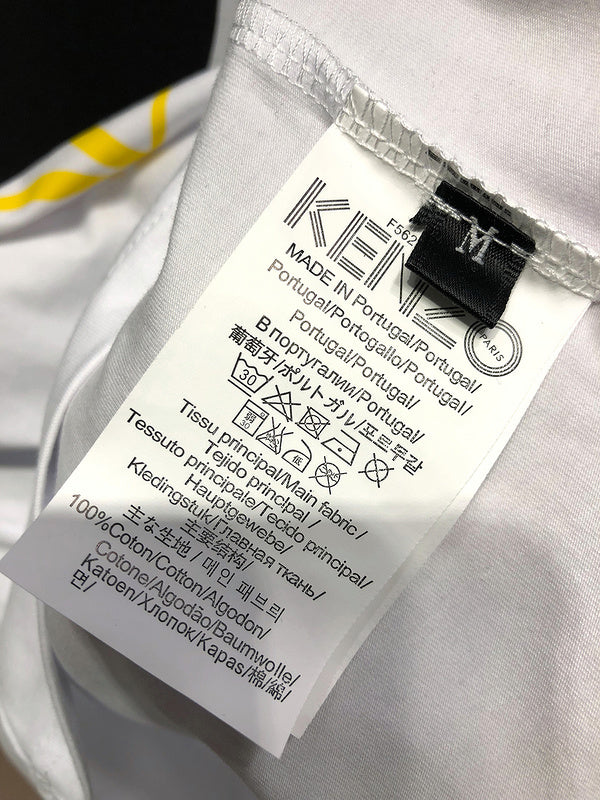 KENZO
PARIS
F562
M
MADE IN Portugal/Portugal/
Portugal/Portogallo/Portugal/
Portugal/Portugal/
В португалии/Portugal/
葡萄牙/ポルトガル/포르투갈
30
Tissu principal/Main fabric/
Tejido principal /
Tessuto principale/Tecido principal/
Hauptgewebe/
Kledingstuk/Главная ткань/
主要结构/
主な生地 / 메인 패브릭
100%Coton/Cotton/Algodon/
Cotone/Algodão/Baumwolle/
Katoen/Хлопок/Kapas/棉/綿/
면/